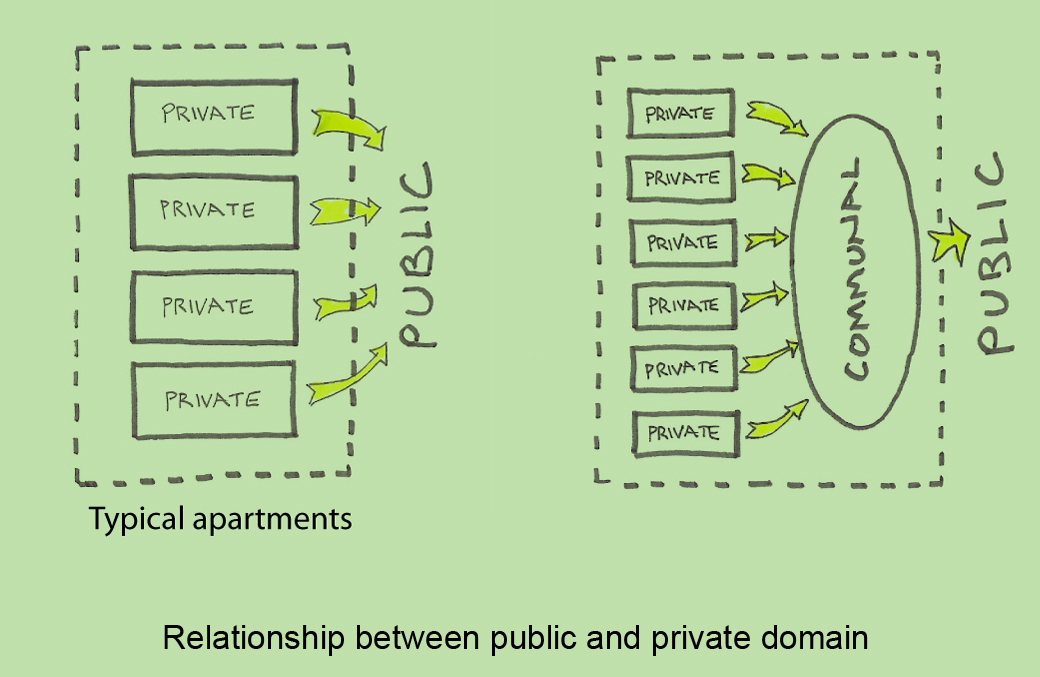 PRIVATE
PRIVATE
PRIVATE
PRIVATE
PUBLIC
Typical apartments
PRIVATE
PRIVATE
PRIVATE
PRIVATE
PRIVATE
PRIVATE
COMMUNAL
PUBLIC
Relationship between public and private domain